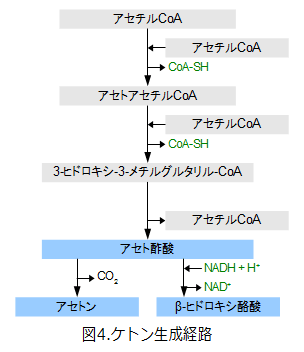 アセチルCoA
アセチルCoA
CoA-SH
アセトアセチルCoA
アセチルCoA
CoA-SH
3-ヒドロキシ-3-メチルグルタリル-CoA
アセチルCoA
アセト酢酸
CO2
NADH + H+
NAD+
アセトン
β-ヒドロキシ酪酸
図4.ケトン生成経路